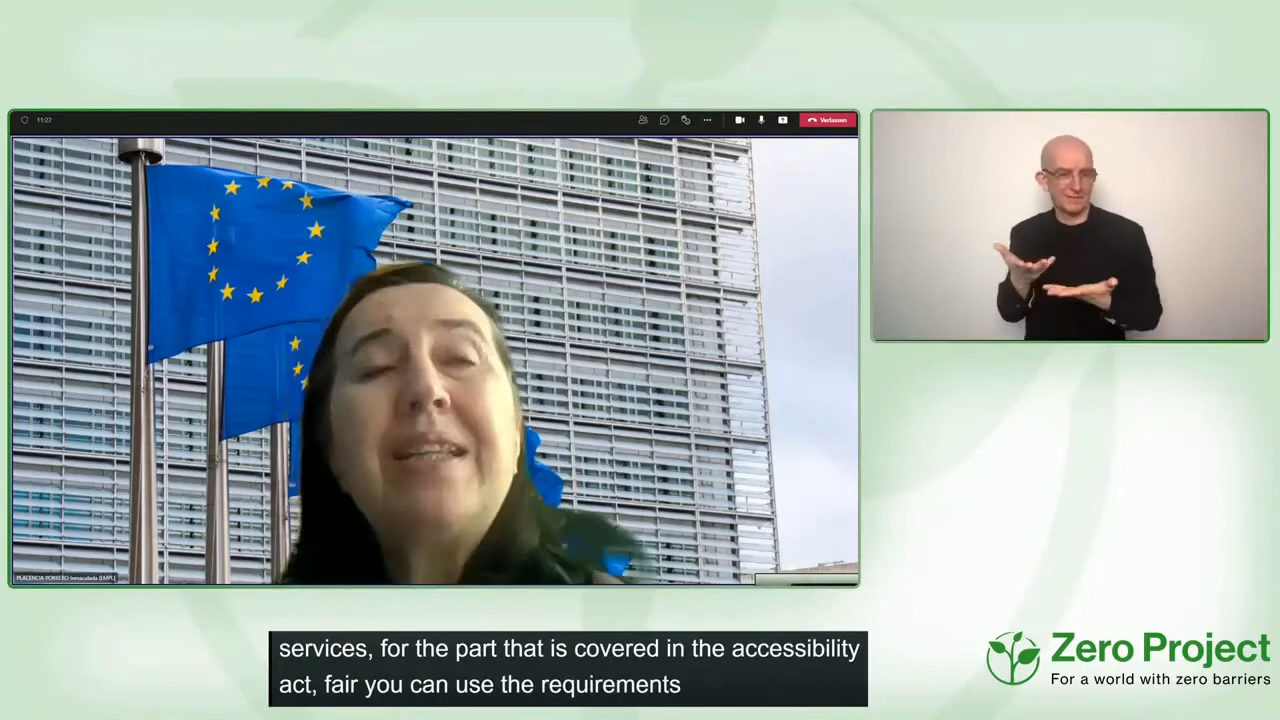 11:22
Verlassen
PLACENCIA PORRERO Inmaculada (EMPL)
services, for the part that is covered in the accessibility
act, fair you can use the requirements
Zero Project
For a world with zero barriers